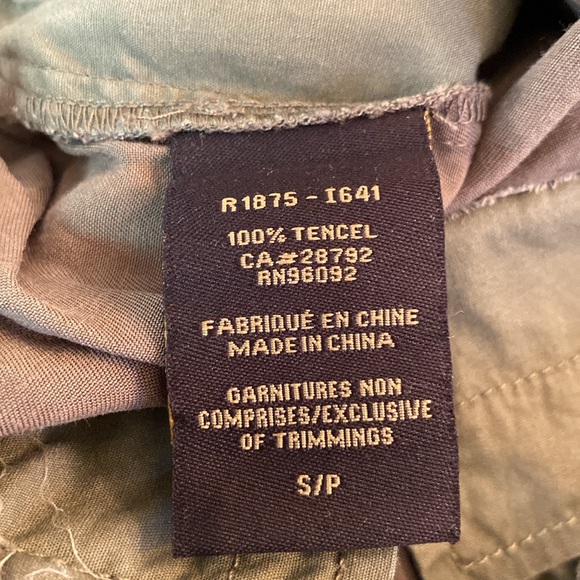 R1875 - I641
100% TENCEL
CA#28792
RN96092
FABRIQUÉ EN CHINE
MADE IN CHINA
GARNITURES NON
COMPRISES/EXCLUSIVE
OF TRIMMINGS
S/P